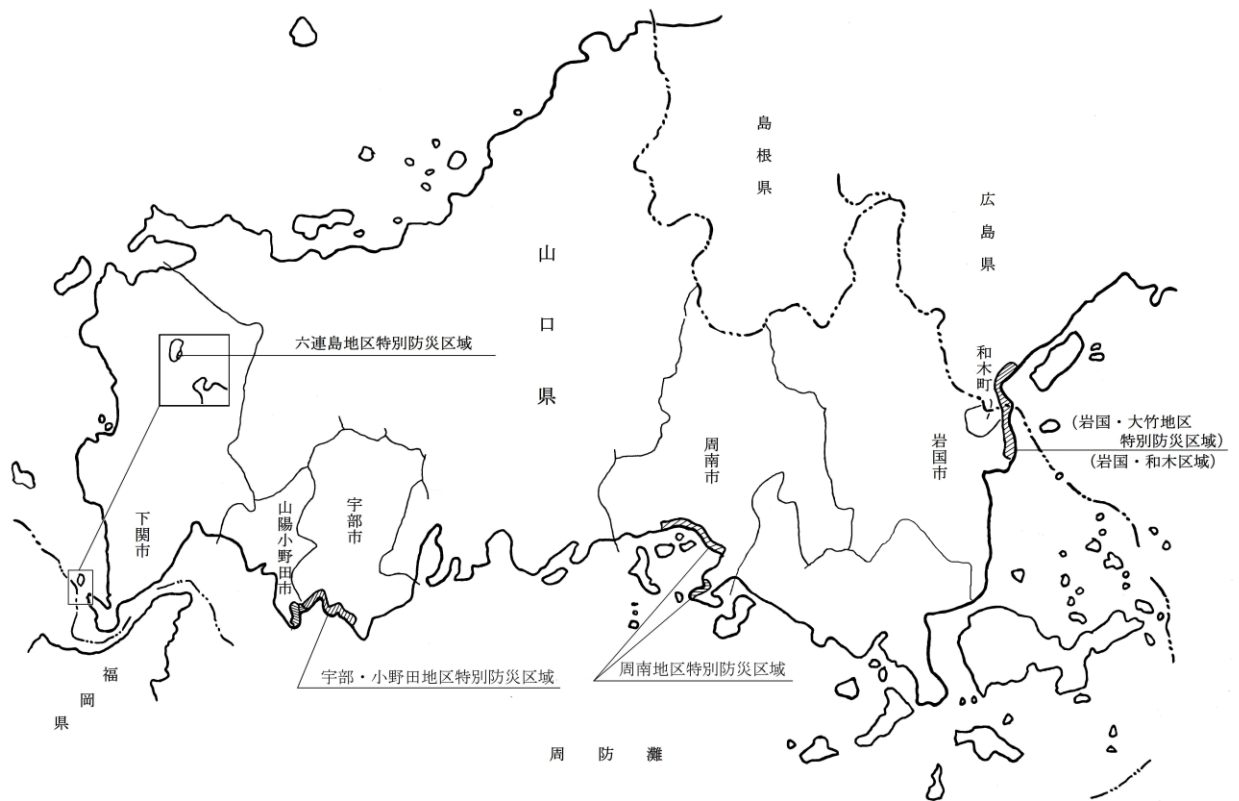 島根県
広島県
山口県
六連島地区特別防災区域
和木町
(岩国・大竹地区
特別防災区域)
(岩国・和木区域)
岩国市
周南市
宇部市
山陽小野田市
下関市
宇部・小野田地区特別防災区域
周南地区特別防災区域
福岡県
周防灘